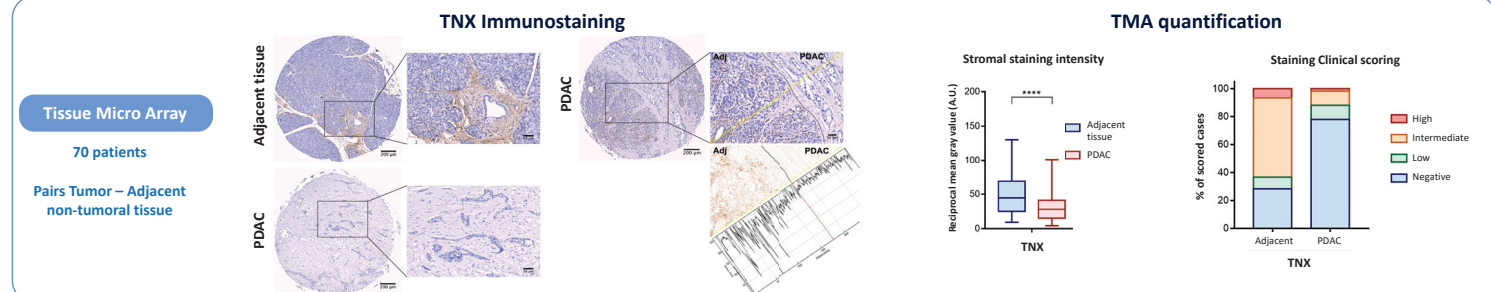 TNX Immunostaining
TMA quantification
Tissue Micro Array
70 patients
Pairs Tumor – Adjacent
non-tumoral tissue
Adjacent tissue
200 µm
PDAC
Adj
PDAC
200 µm
Adj
PDAC
PDAC
200 µm
Stromal staining intensity
Reciprocal mean gray value (A.U.)
200
150
100
50
0
****
TNX
Adjacent
tissue
PDAC
Staining Clinical scoring
% of scored cases
100
80
60
40
20
0
Adjacent
PDAC
TNX
High
Intermediate
Low
Negative